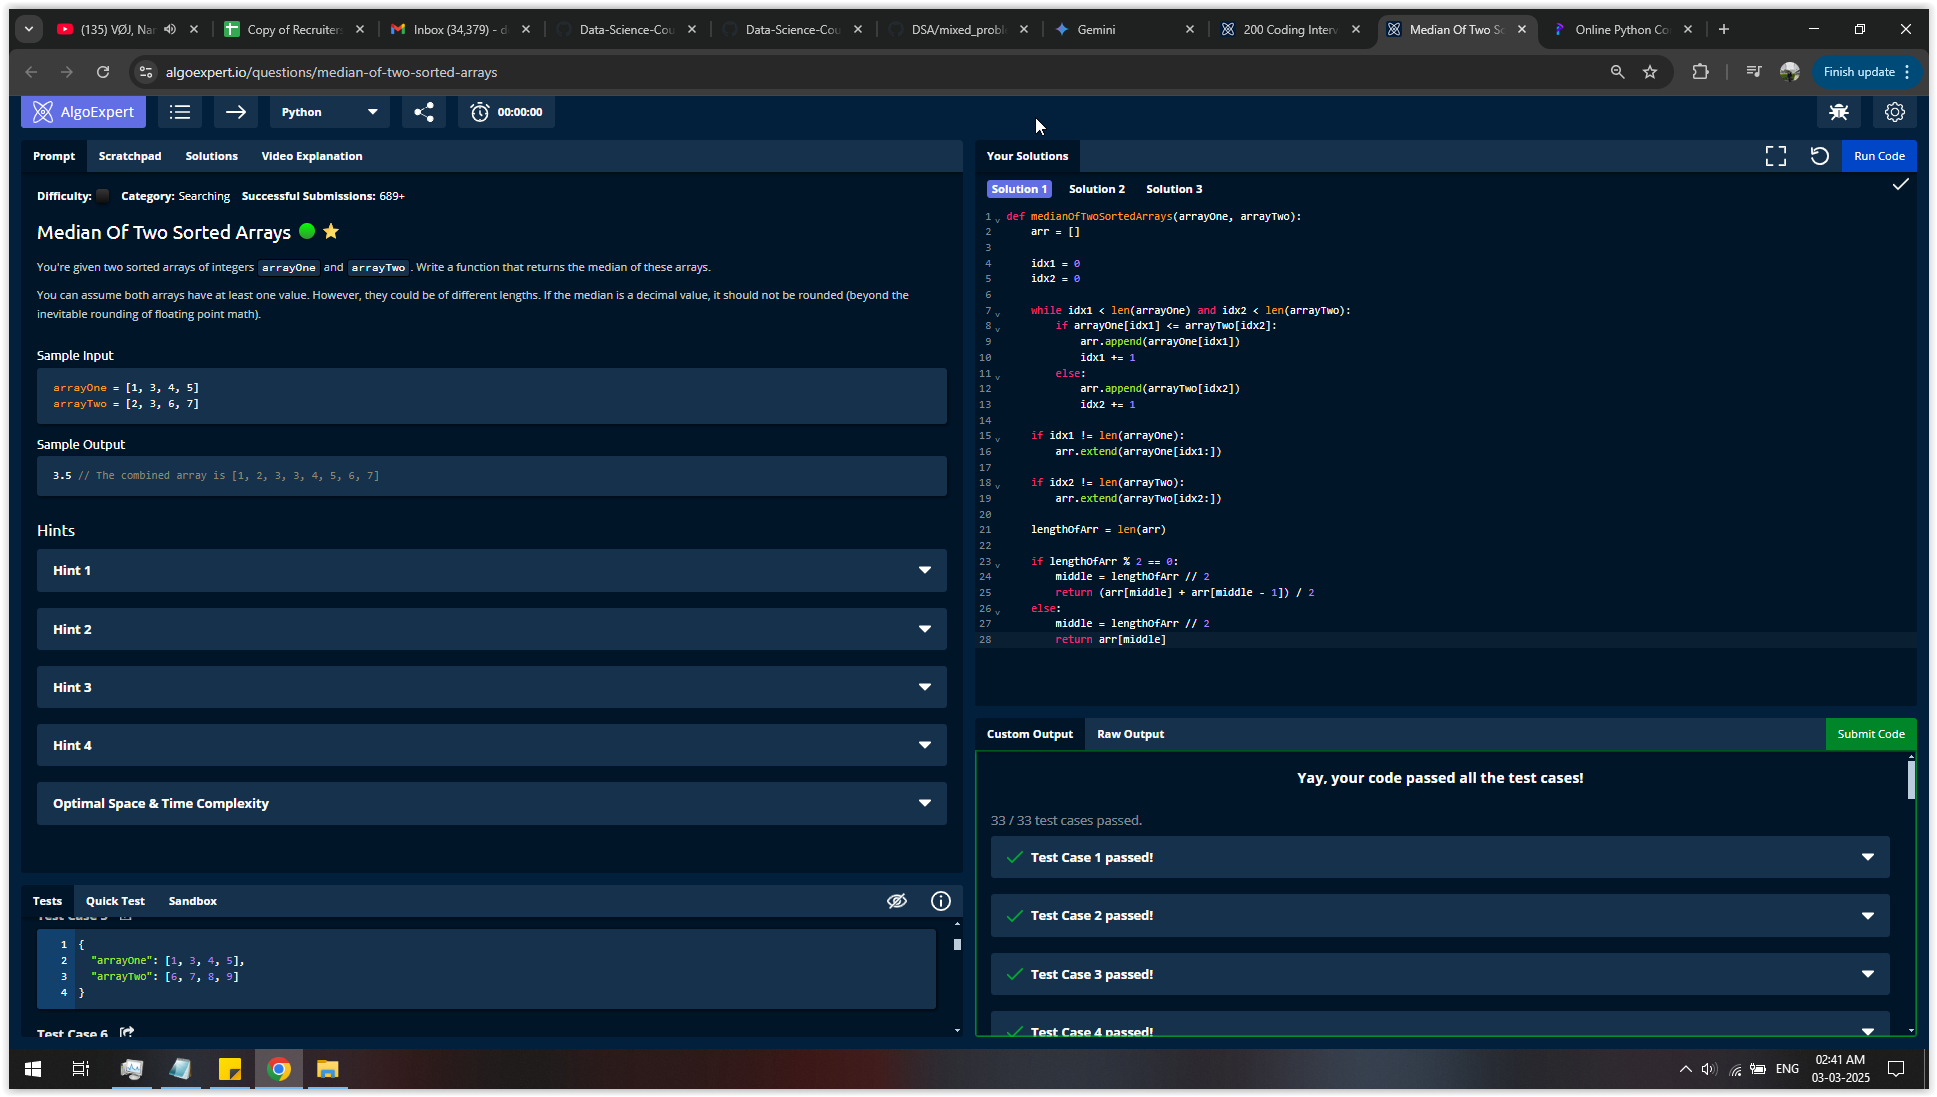 (135) VØJ, Nar
Copy of Recruiters
Inbox (34,379) - d
Data-Science-Cou
Data-Science-Cou
DSA/mixed_proble
Gemini
200 Coding Interv
Median Of Two So
Online Python Co
algoexpert.io/questions/median-of-two-sorted-arrays
Finish update
AlgoExpert
Python
00:00:00
Prompt
Scratchpad
Solutions
Video Explanation
Difficulty:
Category: Searching
Successful Submissions: 689+
Median Of Two Sorted Arrays
You're given two sorted arrays of integers arrayOne and arrayTwo . Write a function that returns the median of these arrays.
You can assume both arrays have at least one value. However, they could be of different lengths. If the median is a decimal value, it should not be rounded (beyond the
inevitable rounding of floating point math).
Sample Input
arrayOne = [1, 3, 4, 5]
arrayTwo = [2, 3, 6, 7]
Sample Output
3.5 // The combined array is [1, 2, 3, 3, 4, 5, 6, 7]
Hints
Hint 1
Hint 2
Hint 3
Hint 4
Optimal Space & Time Complexity
Tests
Quick Test
Sandbox
Test Case 5
1 {
2 "arrayOne": [1, 3, 4, 5],
3 "arrayTwo": [6, 7, 8, 9]
4 }
Test Case 6
Your Solutions
Run Code
Solution 1
Solution 2
Solution 3
1 def medianOfTwoSortedArrays(arrayOne, arrayTwo):
2 arr = []
3
4 idx1 = 0
5 idx2 = 0
6
7 while idx1 < len(arrayOne) and idx2 < len(arrayTwo):
8 if arrayOne[idx1] <= arrayTwo[idx2]:
9 arr.append(arrayOne[idx1])
10 idx1 += 1
11 else:
12 arr.append(arrayTwo[idx2])
13 idx2 += 1
14
15 if idx1 != len(arrayOne):
16 arr.extend(arrayOne[idx1:])
17
18 if idx2 != len(arrayTwo):
19 arr.extend(arrayTwo[idx2:])
20
21 lengthOfArr = len(arr)
22
23 if lengthOfArr % 2 == 0:
24 middle = lengthOfArr // 2
25 return (arr[middle] + arr[middle - 1]) / 2
26 else:
27 middle = lengthOfArr // 2
28 return arr[middle]
Custom Output
Raw Output
Submit Code
Yay, your code passed all the test cases!
33 / 33 test cases passed.
Test Case 1 passed!
Test Case 2 passed!
Test Case 3 passed!
Test Case 4 passed!
ENG
02:41 AM
03-03-2025